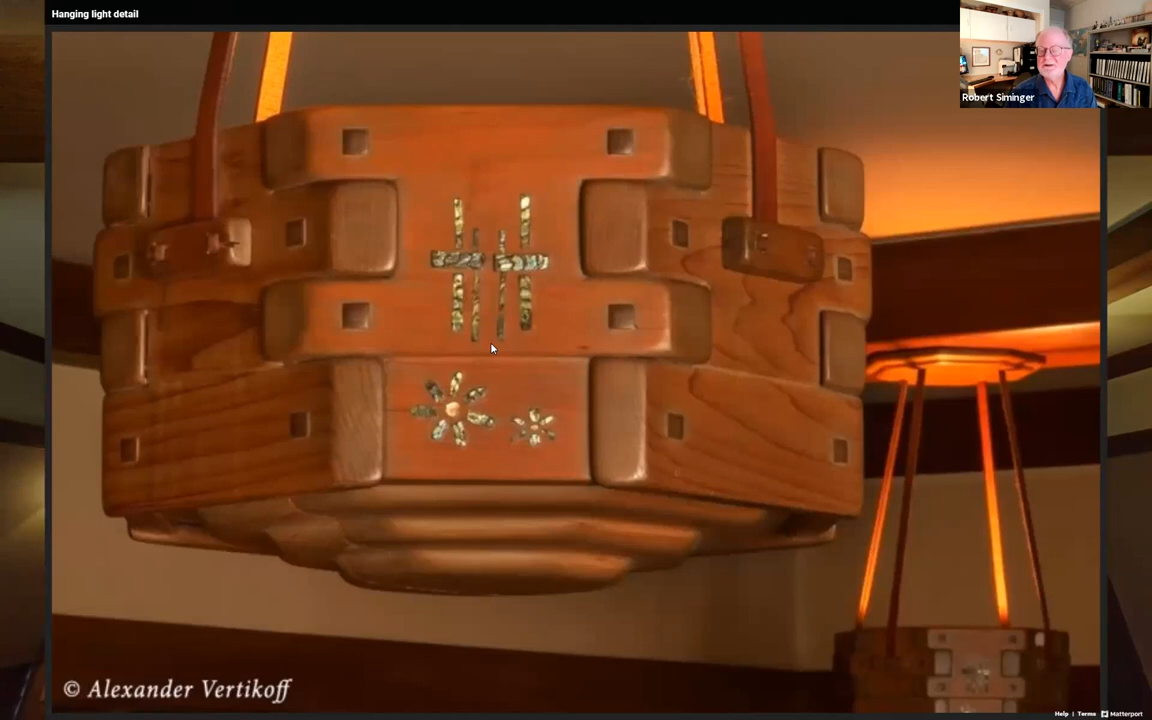 Hanging light detail
Robert Siminger
© Alexander Vertikoff
Help | Terms Matterport